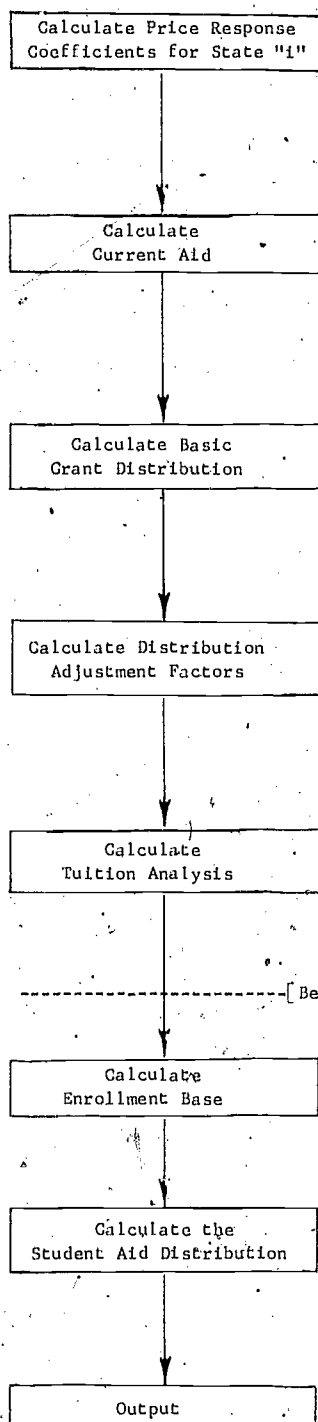 Calculate Price Response
Coefficients for State "i"
Calculate
Current Aid
Calculate Basic
Grant Distribution
Calculate Distribution
Adjustment Factors
Calculate
Tuition Analysis
[ Be
Calculate
Enrollment Base
Calculate the
Student Aid Distribution
Output